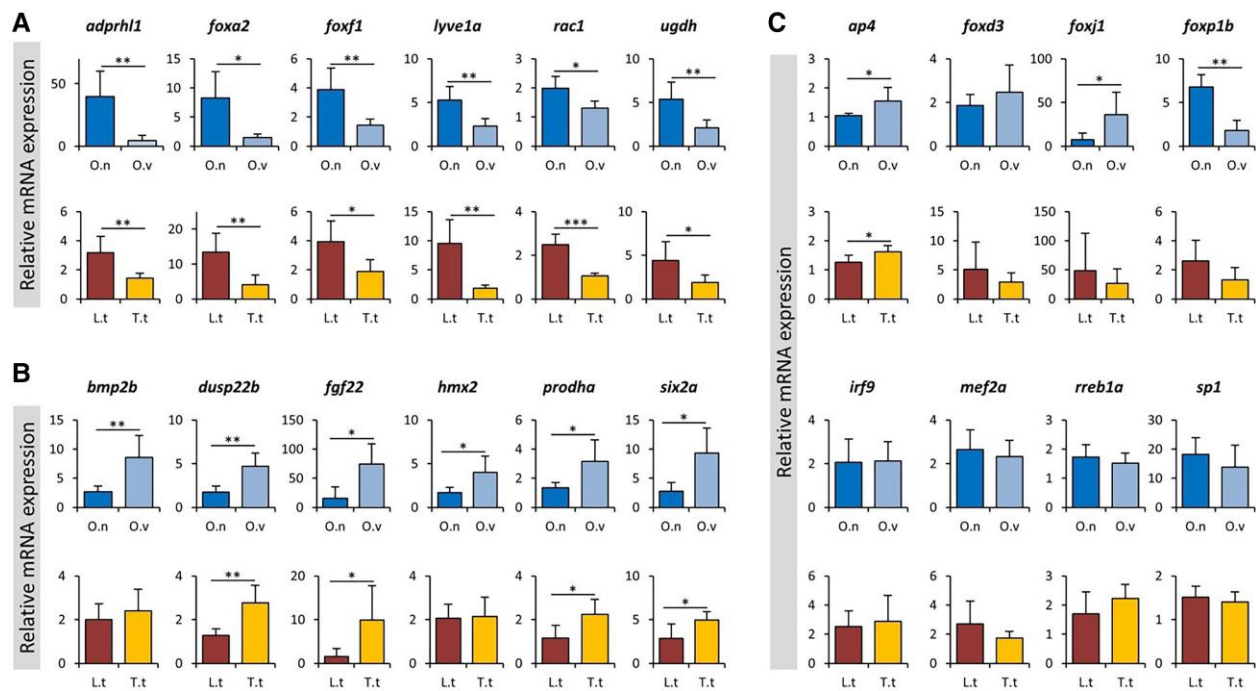 A
Relative mRNA expression
adprhl1 foxa2 foxf1 lyve1a rac1 ugdh
** * ** ** * **
50 0
15 10 5 0
6 4 2 0
10 5 0
3 2 1 0
10 5 0
O.n O.v O.n O.v O.n O.v O.n O.v O.n O.v O.n O.v
** ** * ** *** *
6 4 2 0
20 10 0
6 4 2 0
15 10 5 0
4 2 0
10 5 0
L.t T.t L.t T.t L.t T.t L.t T.t L.t T.t L.t T.t
B
Relative mRNA expression
bmp2b dusp22b fgf22 hmx2 prodha six2a
** ** * * * *
15 10 5 0
10 5 0
150 100 50 0
10 5 0
6 4 2 0
15 10 5 0
O.n O.v O.n O.v O.n O.v O.n O.v O.n O.v O.n O.v
** * * *
4 2 0
4 2 0
20 10 0
4 2 0
4 2 0
10 5 0
L.t T.t L.t T.t L.t T.t L.t T.t L.t T.t L.t T.t
C
Relative mRNA expression
ap4 foxd3 foxj1 foxp1b
* * **
3 2 1 0
4 2 0
100 50 0
10 5 0
O.n O.v O.n O.v O.n O.v O.n O.v
*
3 2 1 0
15 10 5 0
150 100 50 0
6 4 2 0
L.t T.t L.t T.t L.t T.t L.t T.t
irf9 mef2a rreb1a sp1
4 2 0
4 2 0
3 2 1 0
30 20 10 0
O.n O.v O.n O.v O.n O.v O.n O.v
6 4 2 0
6 4 2 0
3 2 1 0
2 1 0
L.t T.t L.t T.t L.t T.t L.t T.t